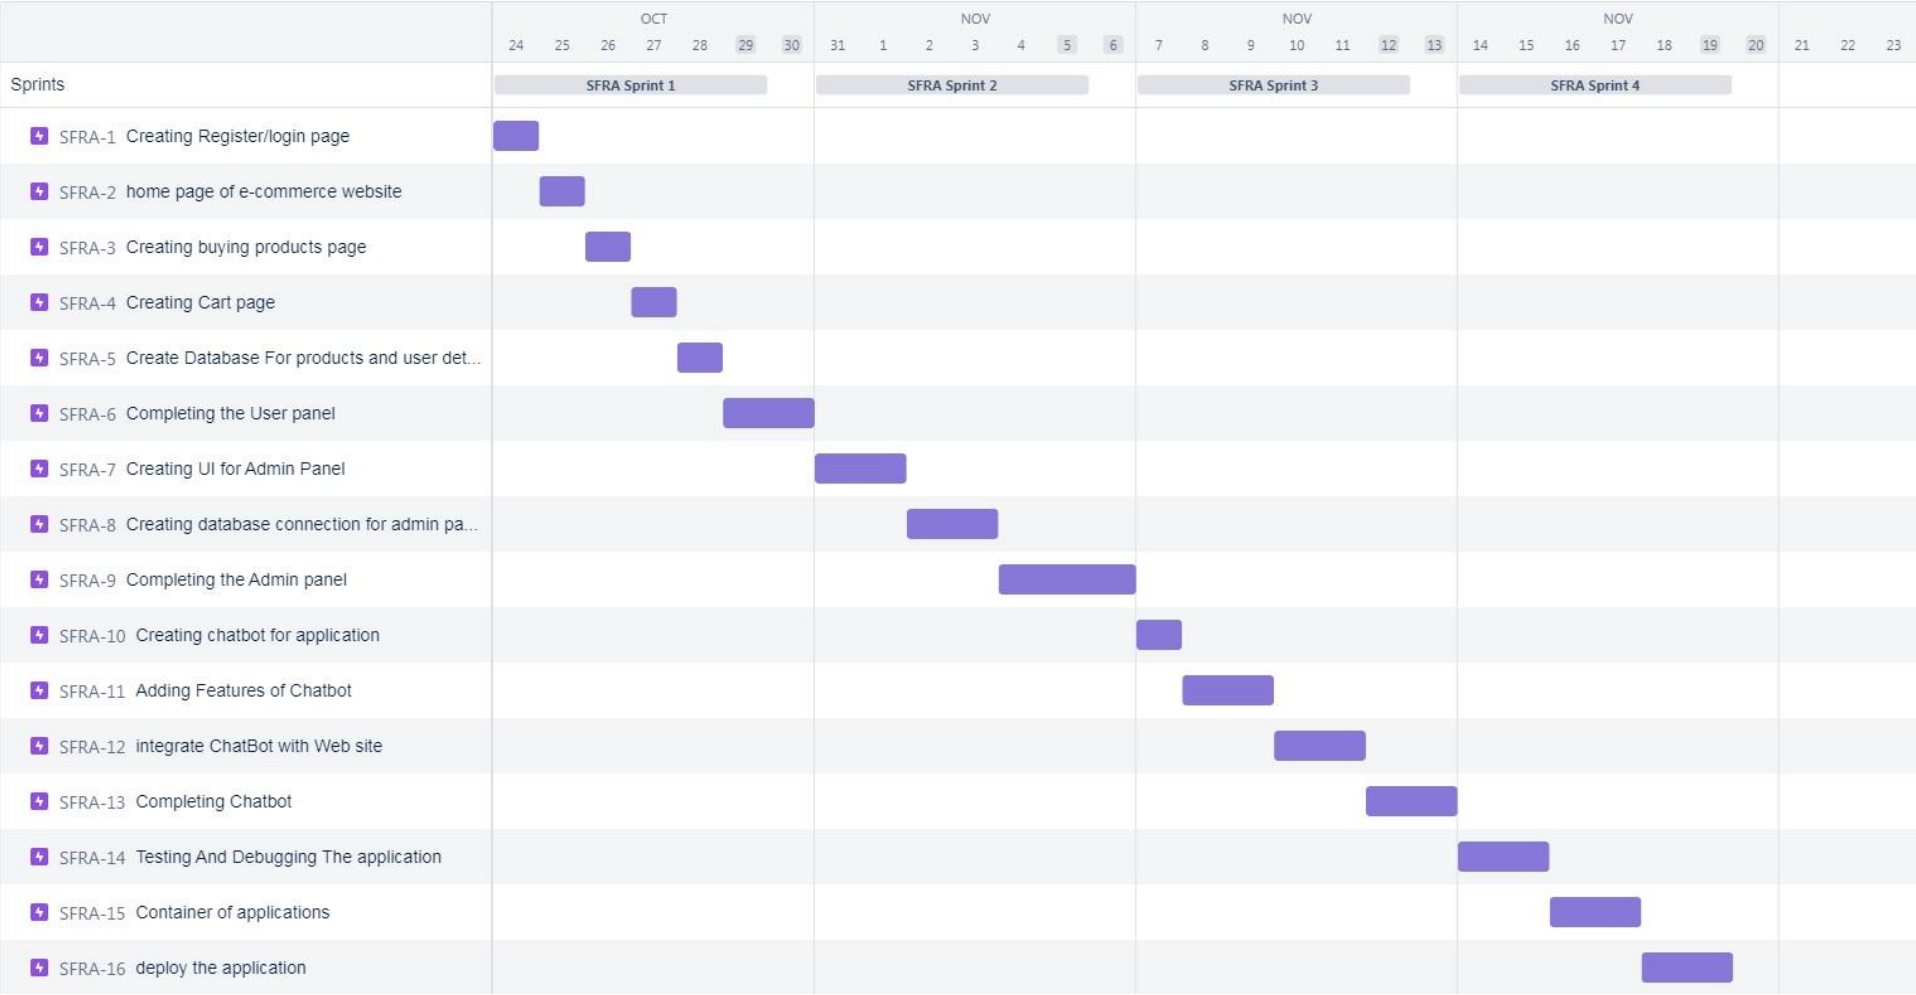 OCT NOV NOV NOV
24 25 26 27 28 29 30 31 1 2 3 4 5 6 7 8 9 10 11 12 13 14 15 16 17 18 19 20 21 22 23
Sprints SFRA Sprint 1 SFRA Sprint 2 SFRA Sprint 3 SFRA Sprint 4
SFRA-1 Creating Register/login page
SFRA-2 home page of e-commerce website
SFRA-3 Creating buying products page
SFRA-4 Creating Cart page
SFRA-5 Create Database For products and user det...
SFRA-6 Completing the User panel
SFRA-7 Creating UI for Admin Panel
SFRA-8 Creating database connection for admin pa...
SFRA-9 Completing the Admin panel
SFRA-10 Creating chatbot for application
SFRA-11 Adding Features of Chatbot
SFRA-12 integrate ChatBot with Web site
SFRA-13 Completing Chatbot
SFRA-14 Testing And Debugging The application
SFRA-15 Container of applications
SFRA-16 deploy the application